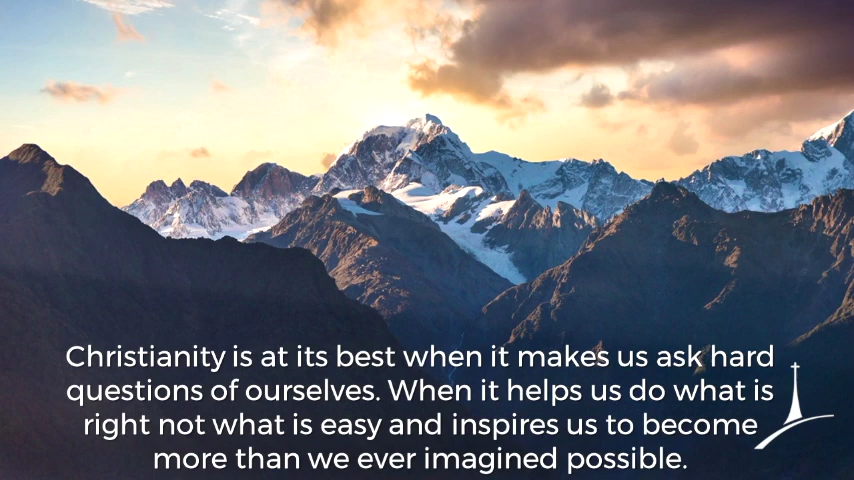 Christianity is at its best when it makes us ask hard
questions of ourselves. When it helps us do what is
right not what is easy and inspires us to become
more than we ever imagined possible.